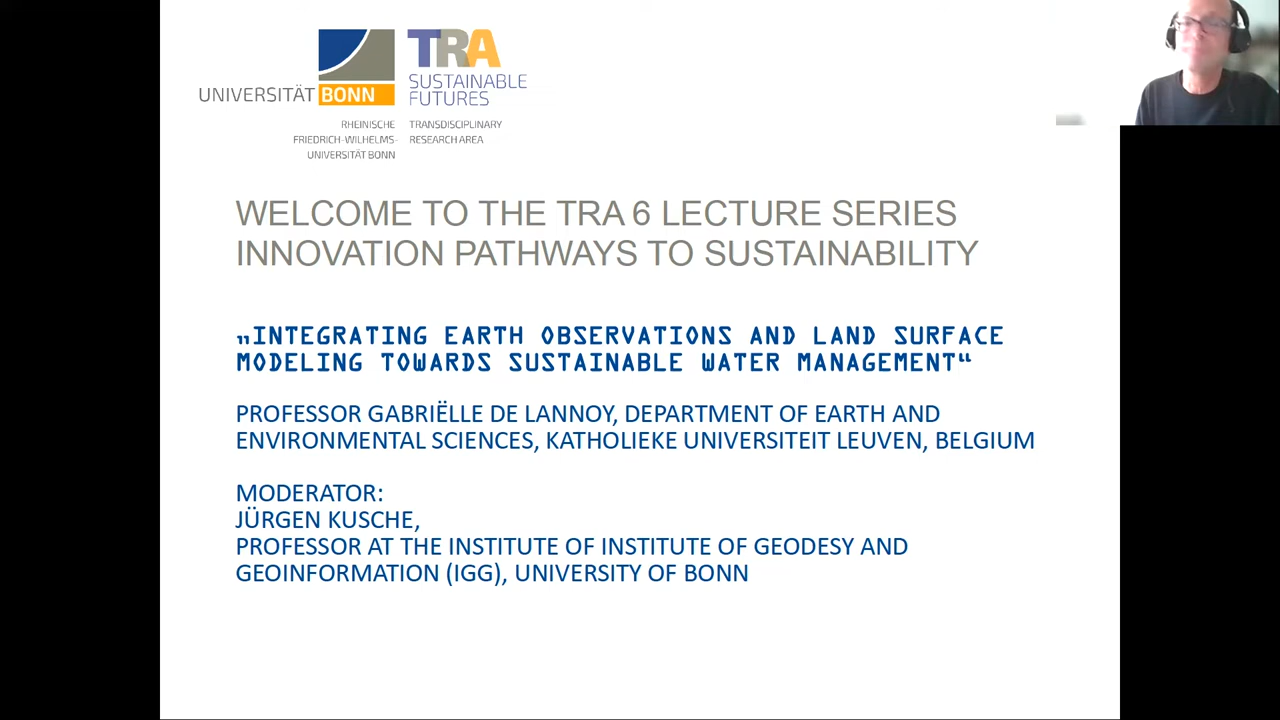 UNIVERSITÄT BONN
TRA
SUSTAINABLE
FUTURES
RHEINISCHE
FRIEDRICH-WILHELMS-
UNIVERSITÄT BONN
TRANSDISCIPLINARY
RESEARCH AREA
WELCOME TO THE TRA 6 LECTURE SERIES
INNOVATION PATHWAYS TO SUSTAINABILITY
„INTEGRATING EARTH OBSERVATIONS AND LAND SURFACE
MODELING TOWARDS SUSTAINABLE WATER MANAGEMENT“
PROFESSOR GABRIËLLE DE LANNOY, DEPARTMENT OF EARTH AND
ENVIRONMENTAL SCIENCES, KATHOLIEKE UNIVERSITEIT LEUVEN, BELGIUM
MODERATOR:
JÜRGEN KUSCHE,
PROFESSOR AT THE INSTITUTE OF INSTITUTE OF GEODESY AND
GEOINFORMATION (IGG), UNIVERSITY OF BONN